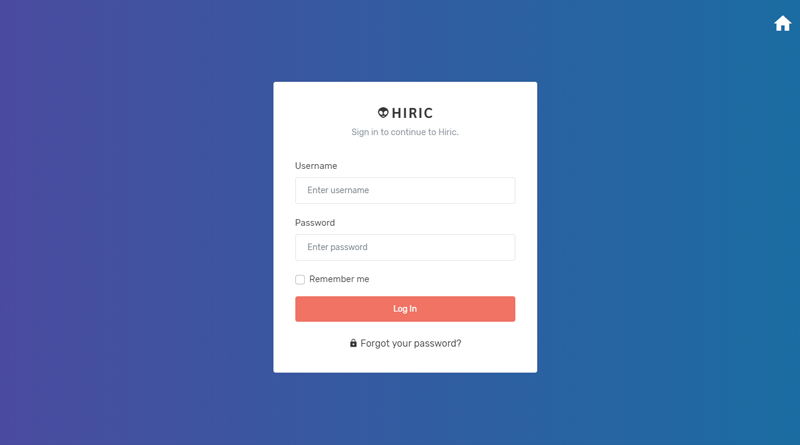 HIRIC
Sign in to continue to Hiric.
Username
Enter username
Password
Enter password
Remember me
Log In
Forgot your password?